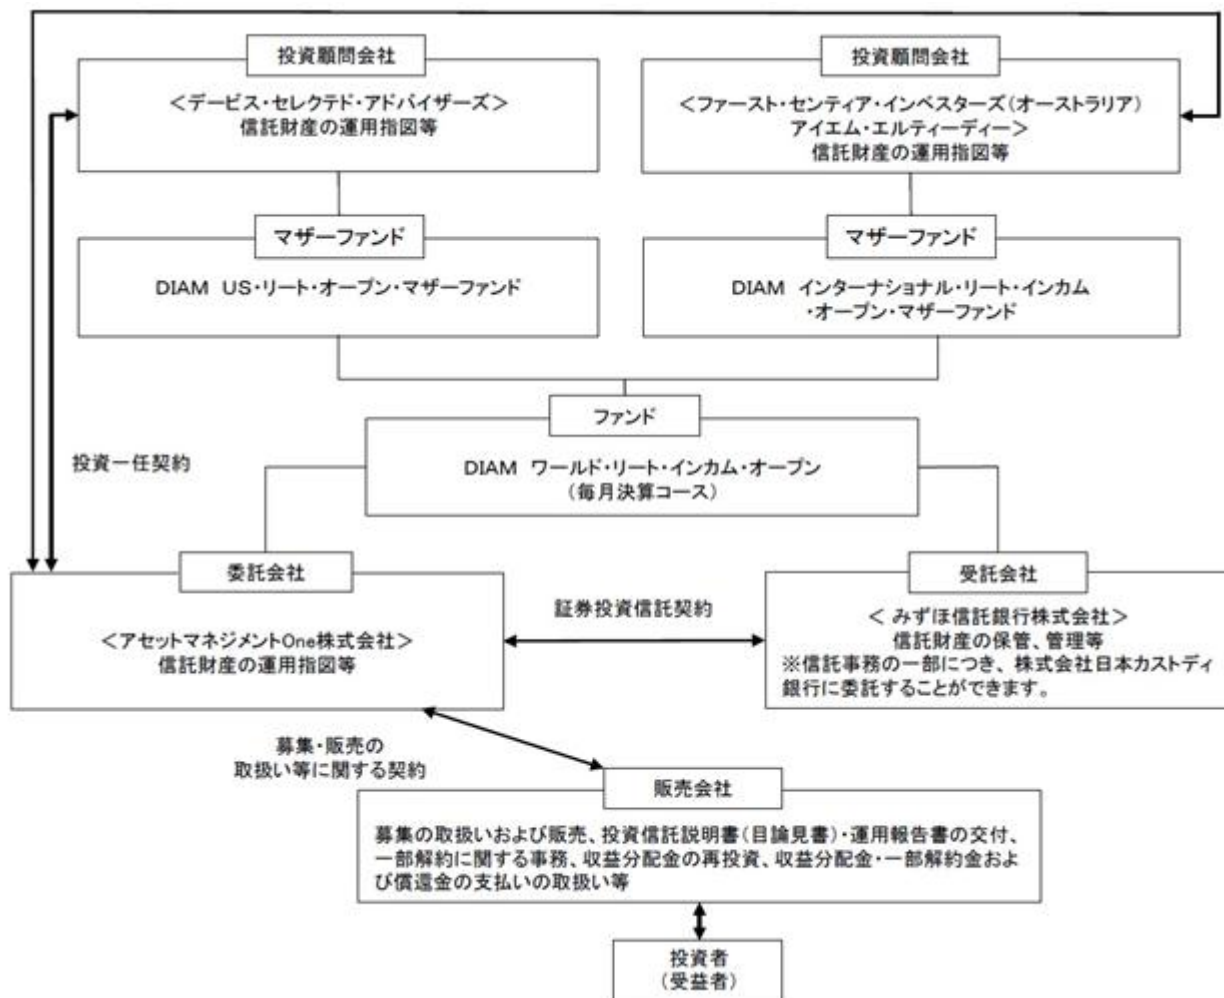 投資顧問会社
＜デービス・セレクテド・アドバイザーズ＞
信託財産の運用指図等
投資顧問会社
＜ファースト・センティア・インベスターズ（オーストラリア）
アイエム・エルティーディー＞
信託財産の運用指図等
マザーファンド
DIAM US・リート・オープン・マザーファンド
マザーファンド
DIAM インターナショナル・リート・インカム
・オープン・マザーファンド
ファンド
DIAM ワールド・リート・インカム・オープン
（毎月決算コース）
投資一任契約
委託会社
＜アセットマネジメントOne株式会社＞
信託財産の運用指図等
証券投資信託契約
受託会社
＜ みずほ信託銀行株式会社＞
信託財産の保管、管理等
※信託事務の一部につき、株式会社日本カストディ
銀行に委託することができます。
募集・販売の
取扱い等に関する契約
販売会社
募集の取扱いおよび販売、投資信託説明書（目論見書）・運用報告書の交付、
一部解約に関する事務、収益分配金の再投資、収益分配金・一部解約金およ
び償還金の支払いの取扱い等
投資者
（受益者）